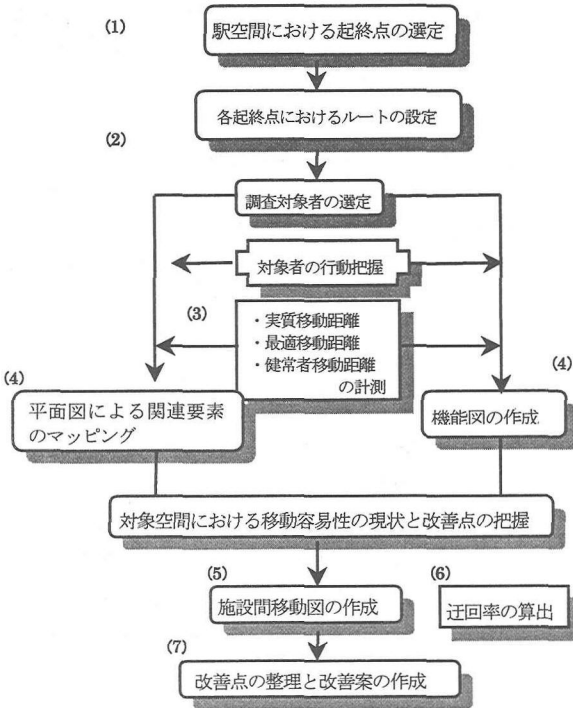 (1)
駅空間における起終点の選定
各起終点におけるルートの設定
(2)
調査対象者の選定
対象者の行動把握
(3)
・実質移動距離
・最適移動距離
・健常者移動距離
の計測
(4)
平面図による関連要素
のマッピング
(4)
機能図の作成
対象空間における移動容易性の現状と改善点の把握
(5)
施設間移動図の作成
(6)
迂回率の算出
(7)
改善点の整理と改善案の作成